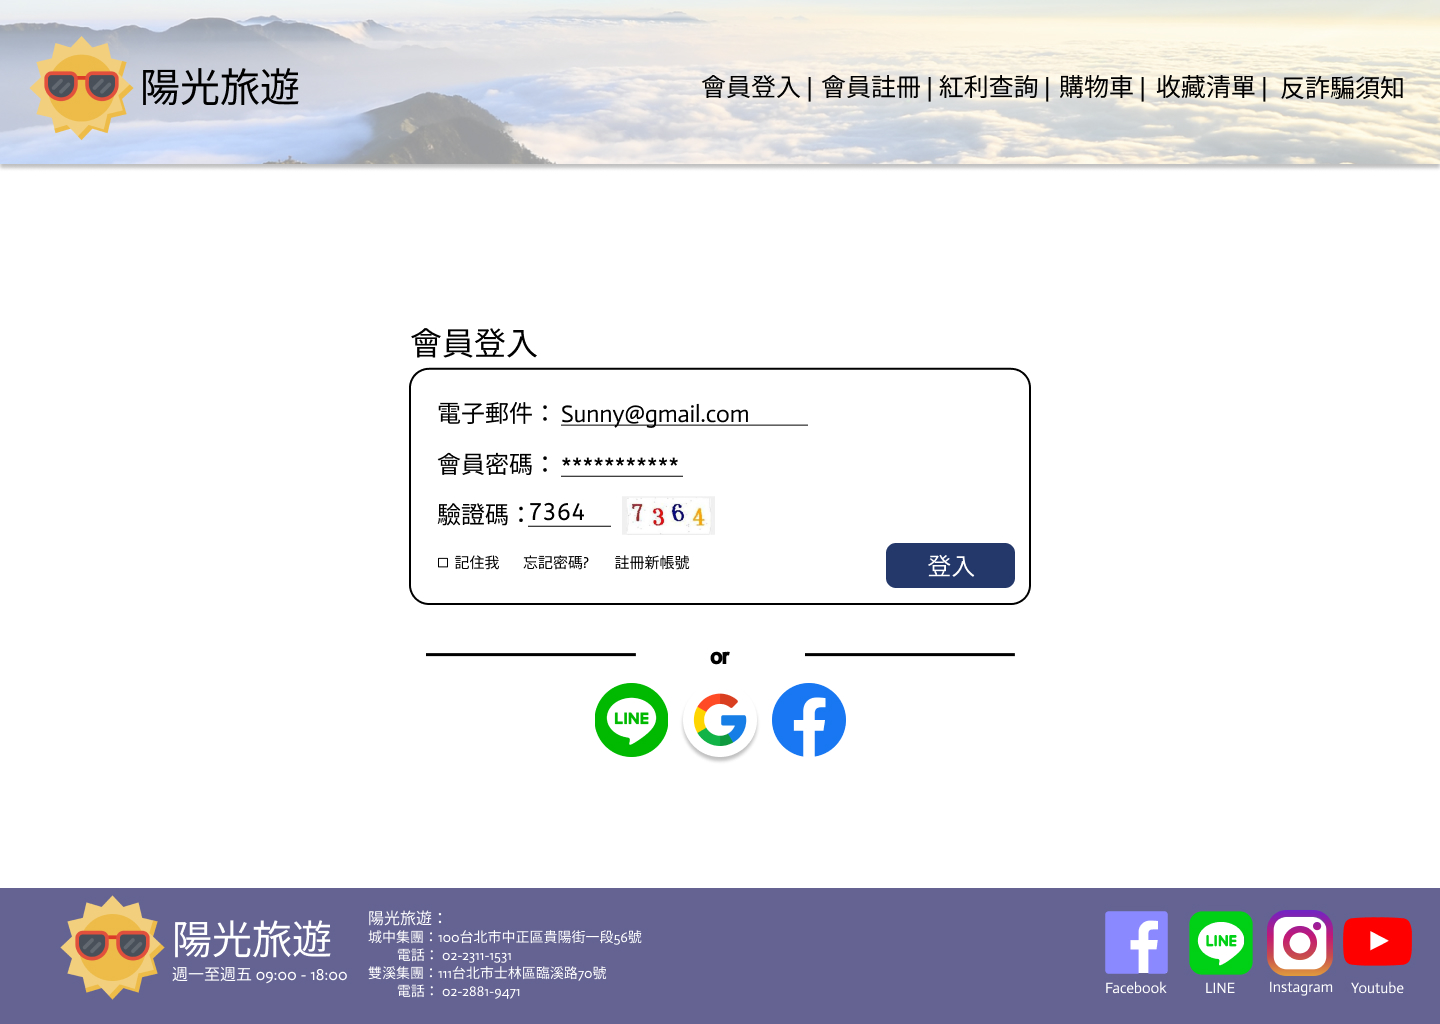 陽光旅遊
會員登入 | 會員註冊 | 紅利查詢 | 購物車 | 收藏清單 | 反詐騙須知
會員登入
電子郵件： Sunny@gmail.com
會員密碼： ***********
驗證碼：7364 7364
記住我 忘記密碼? 註冊新帳號
登入
or
LINE
陽光旅遊
週一至週五 09:00 - 18:00
陽光旅遊：
城中集團：100台北市中正區貴陽街一段56號
電話： 02-2311-1531
雙溪集團：111台北市士林區臨溪路70號
電話： 02-2881-9471
LINE
Facebook LINE Instagram Youtube